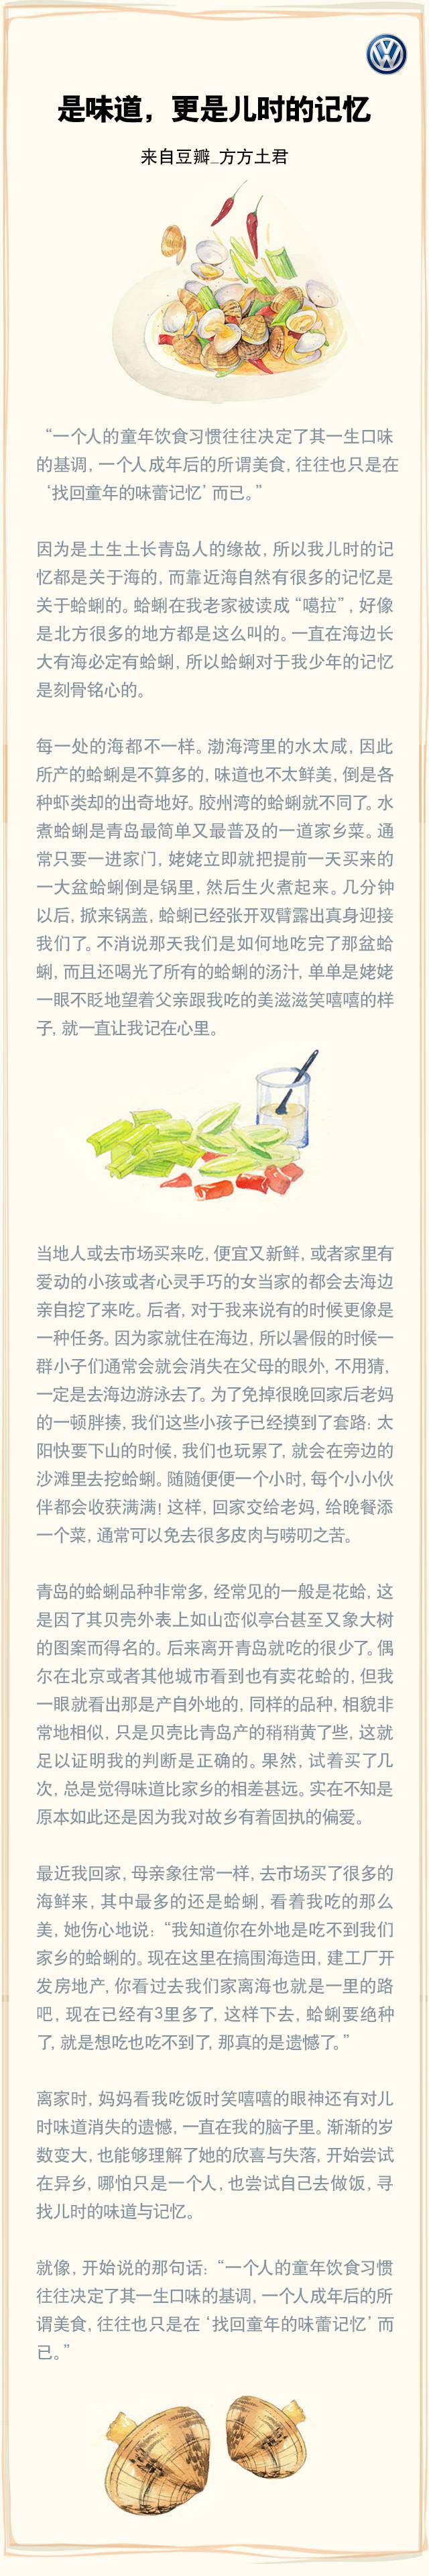 是味道，更是儿时的记忆
来自豆瓣_方方土君
“一个人的童年饮食习惯往往决定了其一生口味
的基调，一个人成年后的所谓美食，往往也只是在
‘找回童年的味蕾记忆’而已。”
因为是土生土长青岛人的缘故，所以我儿时的记
忆都是关于海的，而靠近海自然有很多的记忆是
关于蛤蜊的。蛤蜊在我老家被读成“噶拉”，好像
是北方很多的地方都是这么叫的。一直在海边长
大有海必定有蛤蜊，所以蛤蜊对于我少年的记忆
是刻骨铭心的。
每一处的海都不一样。渤海湾里的水太咸，因此
所产的蛤蜊是不算多的，味道也不太鲜美，倒是各
种虾类却的出奇地好。胶州湾的蛤蜊就不同了。水
煮蛤蜊是青岛最简单又最普及的一道家乡菜。通
常只要一进家门，姥姥立即就把提前一天买来的
一大盆蛤蜊倒是锅里，然后生火煮起来。几分钟
以后，掀来锅盖，蛤蜊已经张开双臂露出真身迎接
我们了。不消说那天我们是如何地吃完了那盆蛤
蜊，而且还喝光了所有的蛤蜊的汤汁，单单是姥姥
一眼不眨地望着父亲跟我吃的美滋滋笑嘻嘻的样
子，就一直让我记在心里。
当地人或去市场买来吃，便宜又新鲜，或者家里有
爱动的小孩或者心灵手巧的女当家的都会去海边
亲自挖了来吃。后者，对于我来说有的时候更像是
一种任务。因为家就住在海边，所以暑假的时候一
群小子们通常会就会消失在父母的眼外，不用猜，
一定是去海边游泳去了。为了免掉很晚回家后老妈
的一顿胖揍，我们这些小孩子已经摸到了套路：太
阳快要下山的时候，我们也玩累了，就会在旁边的
沙滩里去挖蛤蜊。随随便便一个小时，每个小小伙
伴都会收获满满！这样，回家交给老妈，给晚餐添
一个菜，通常可以免去很多皮肉与唠叨之苦。
青岛的蛤蜊品种非常多，经常见的一般是花蛤，这
是因了其贝壳外表上如山峦似亭台甚至又象大树
的图案而得名的。后来离开青岛就吃的很少了。偶
尔在北京或者其他城市看到也有卖花蛤的，但我
一眼就看出那是产自外地的，同样的品种，相貌非
常地相似，只是贝壳比青岛产的稍稍黄了些，这就
足以证明我的判断是正确的。果然，试着买了几
次，总是觉得味道比家乡的相差甚远。实在不知是
原本如此还是因为我对故乡有着固执的偏爱。
最近我回家，母亲象往常一样，去市场买了很多的
海鲜来，其中最多的还是蛤蜊，看着我吃的那么
美，她伤心地说：“我知道你在外地是吃不到我们
家乡的蛤蜊的。现在这里在搞围海造田，建工厂开
发房地产，你看过去我们家离海也就是一里的路
吧，现在已经有3里多了，这样下去，蛤蜊要绝种
了，就是想吃也吃不到了，那真的是遗憾了。”
离家时，妈妈看我吃饭时笑嘻嘻的眼神还有对儿
时味道消失的遗憾，一直在我的脑子里。渐渐的岁
数变大，也能够理解了她的欣喜与失落，开始尝试
在异乡，哪怕只是一个人，也尝试自己去做饭，寻
找儿时的味道与记忆。
就像，开始说的那句话：“一个人的童年饮食习惯
往往决定了其一生口味的基调，一个人成年后的所
谓美食，往往也只是在‘找回童年的味蕾记忆’而
已。”